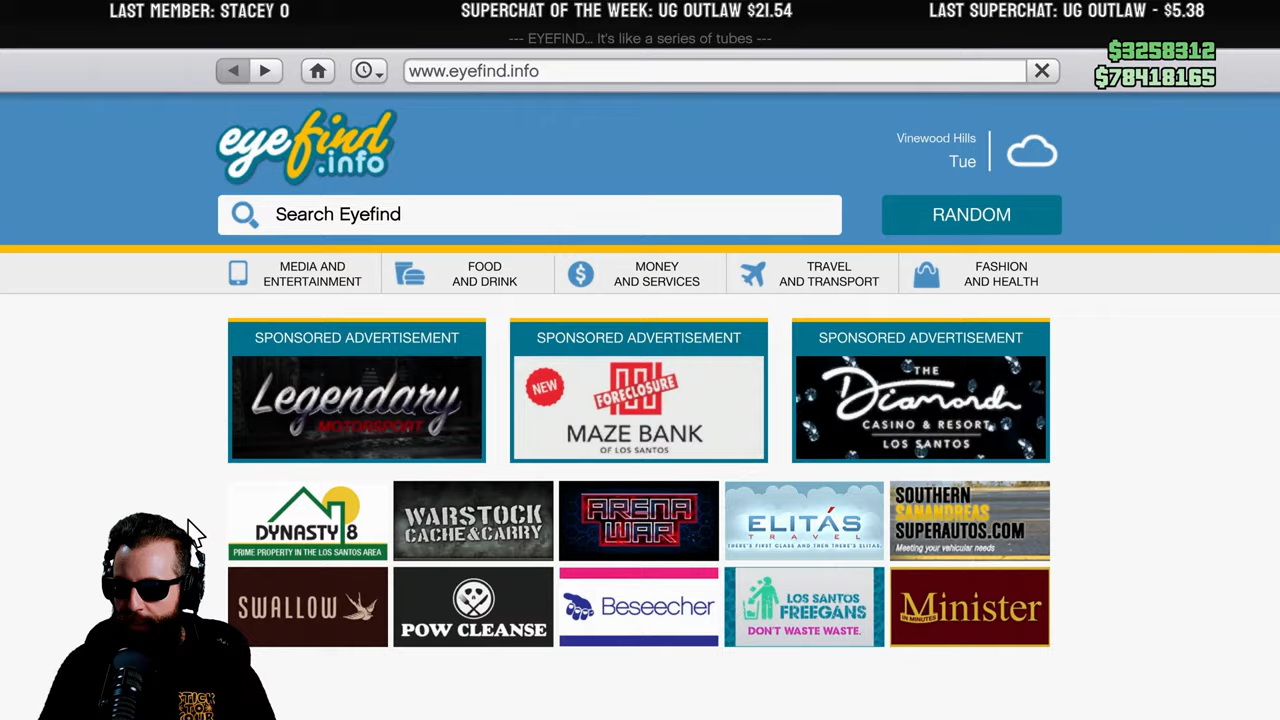 LAST MEMBER: STACEY O
SUPERCHAT OF THE WEEK: UG OUTLAW $21.54
LAST SUPERCHAT: UG OUTLAW - $5.38
--- EYEFIND... It's like a series of tubes ---
$3258312
www.eyefind.info
$78418165
eyefind
.info
Vinewood Hills
Tue
Search Eyefind
RANDOM
MEDIA AND
ENTERTAINMENT
FOOD
AND DRINK
MONEY
AND SERVICES
TRAVEL
AND TRANSPORT
FASHION
AND HEALTH
SPONSORED ADVERTISEMENT
Legendary
MOTORSPORT
SPONSORED ADVERTISEMENT
NEW
FORECLOSURE
MAZE BANK
OF LOS SANTOS
SPONSORED ADVERTISEMENT
THE
Diamond
CASINO & RESORT
LOS SANTOS
DYNASTY 8
PRIME PROPERTY IN THE LOS SANTOS AREA
WARSTOCK
CACHE & CARRY
ARENA
WAR
ELITÁS
TRAVEL
THERE'S FIRST CLASS AND THEN THERE'S ELITAS.
SOUTHERN
SAN ANDREAS
SUPERAUTOS.COM
Meeting your vehicular needs
SWALLOW
POW CLEANSE
Beseecher
LOS SANTOS
FREEGANS
DON'T WASTE WASTE.
Minister
IN MINUTES
STICK
TO
YOUR